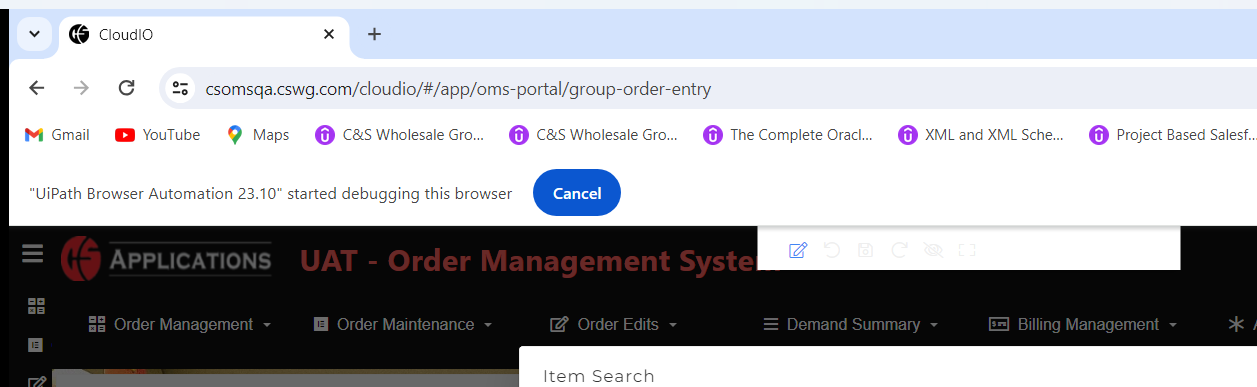 CloudIO
csomsqa.cswg.com/cloudio/#/app/oms-portal/group-order-entry
Gmail YouTube Maps C&S Wholesale Gro... C&S Wholesale Gro... The Complete Oracl... XML and XML Sche... Project Based Salesf...
"UiPath Browser Automation 23.10" started debugging this browser Cancel
APPLICATIONS UAT - Order Management System
Order Management Order Maintenance Order Edits Demand Summary Billing Management
Item Search